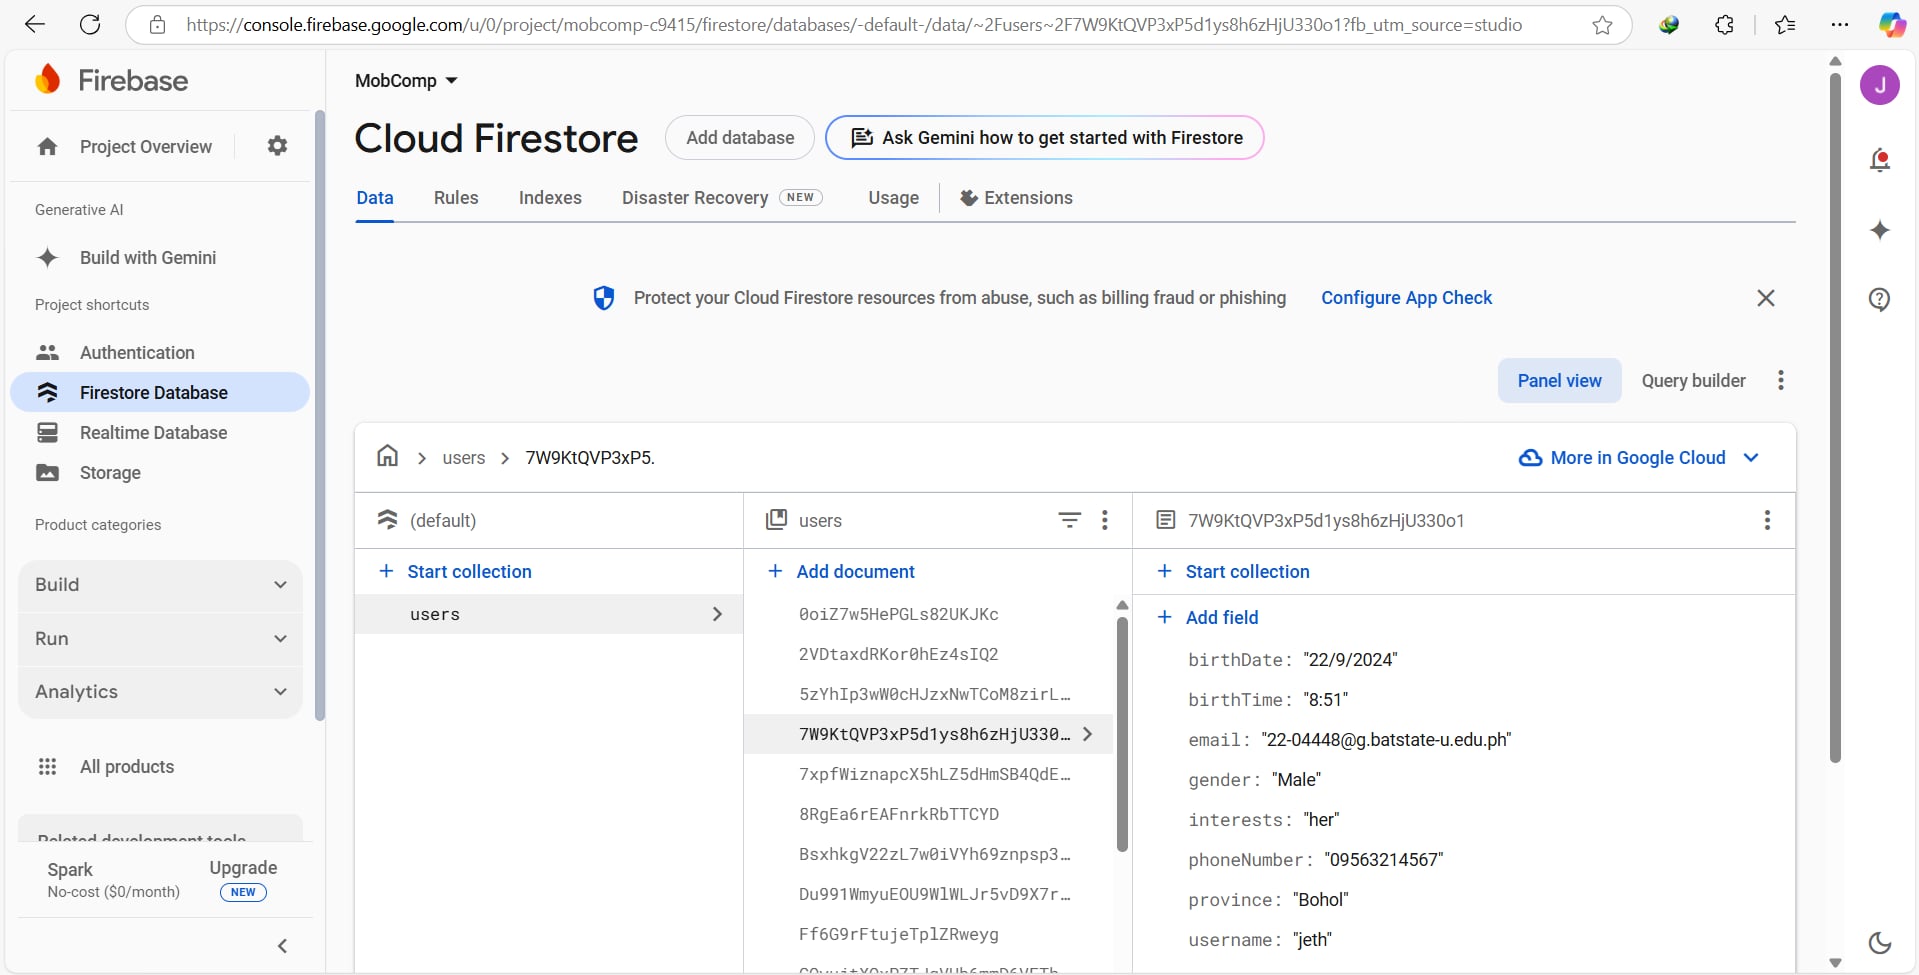 https://console.firebase.google.com/u/0/project/mobcomp-c9415/firestore/databases/-default-/data/~2Fusers~2F7W9KtQVP3xP5d1ys8h6zHjU330o1?fb_utm_source=studio
Firebase
Project Overview
Generative AI
Build with Gemini
Project shortcuts
Authentication
Firestore Database
Realtime Database
Storage
Product categories
Build
Run
Analytics
All products
Related development tools
Spark
No-cost ($0/month)
Upgrade
NEW
MobComp
Cloud Firestore
Add database
Ask Gemini how to get started with Firestore
Data
Rules
Indexes
Disaster Recovery NEW
Usage
Extensions
Protect your Cloud Firestore resources from abuse, such as billing fraud or phishing
Configure App Check
Panel view
Query builder
users
7W9KtQVP3xP5.
More in Google Cloud
(default)
Start collection
users
users
Add document
0oiZ7w5HePGLs82UKJKc
2VDtaxdRKor0hEz4sIQ2
5zYhIp3wW0cHJzxNwTCoM8zirL…
7W9KtQVP3xP5d1ys8h6zHjU330…
7xpfWiznapcX5hLZ5dHmSB4QdE…
8RgEa6rEAFnrkRbTTCYD
BsxhkgV22zL7w0iVYh69znpsp3…
Du991WmyuEOU9WlWLJr5vD9X7r…
Ff6G9rFtujeTplZRweyg
7W9KtQVP3xP5d1ys8h6zHjU330o1
Start collection
Add field
birthDate: "22/9/2024"
birthTime: "8:51"
email: "22-04448@g.batstate-u.edu.ph"
gender: "Male"
interests: "her"
phoneNumber: "09563214567"
province: "Bohol"
username: "jeth"
J